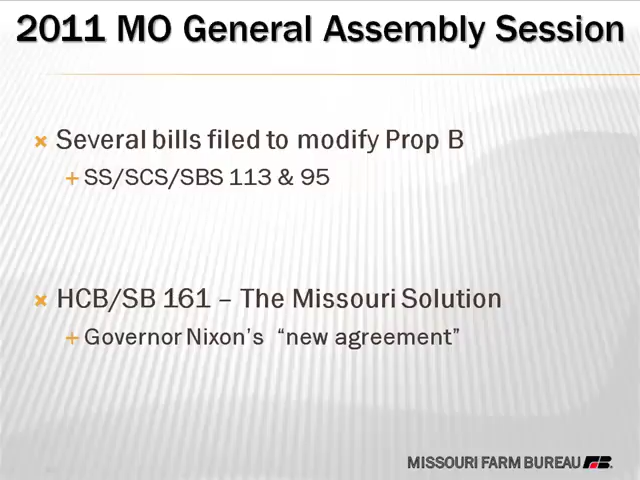 2011 MO General Assembly Session
Several bills filed to modify Prop B
SS/SCS/SBS 113 & 95
HCB/SB 161 – The Missouri Solution
Governor Nixon's “new agreement”
MISSOURI FARM BUREAU FB